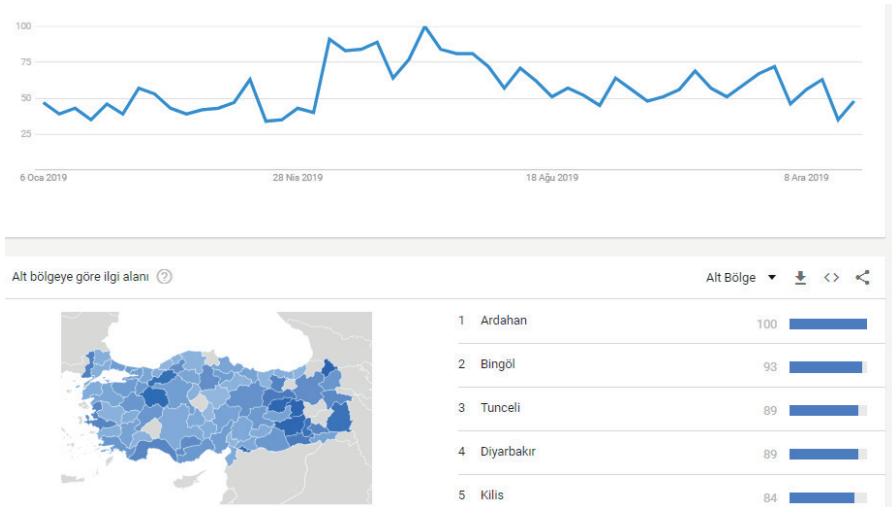 100
75
50
25
6 Oca 2019 28 Nis 2019 18 Ağu 2019 8 Ara 2019
Alt bölgeye göre ilgi alanı ? Alt Bölge
1 Ardahan 100
2 Bingöl 93
3 Tunceli 89
4 Diyarbakır 89
5 Kilis 84